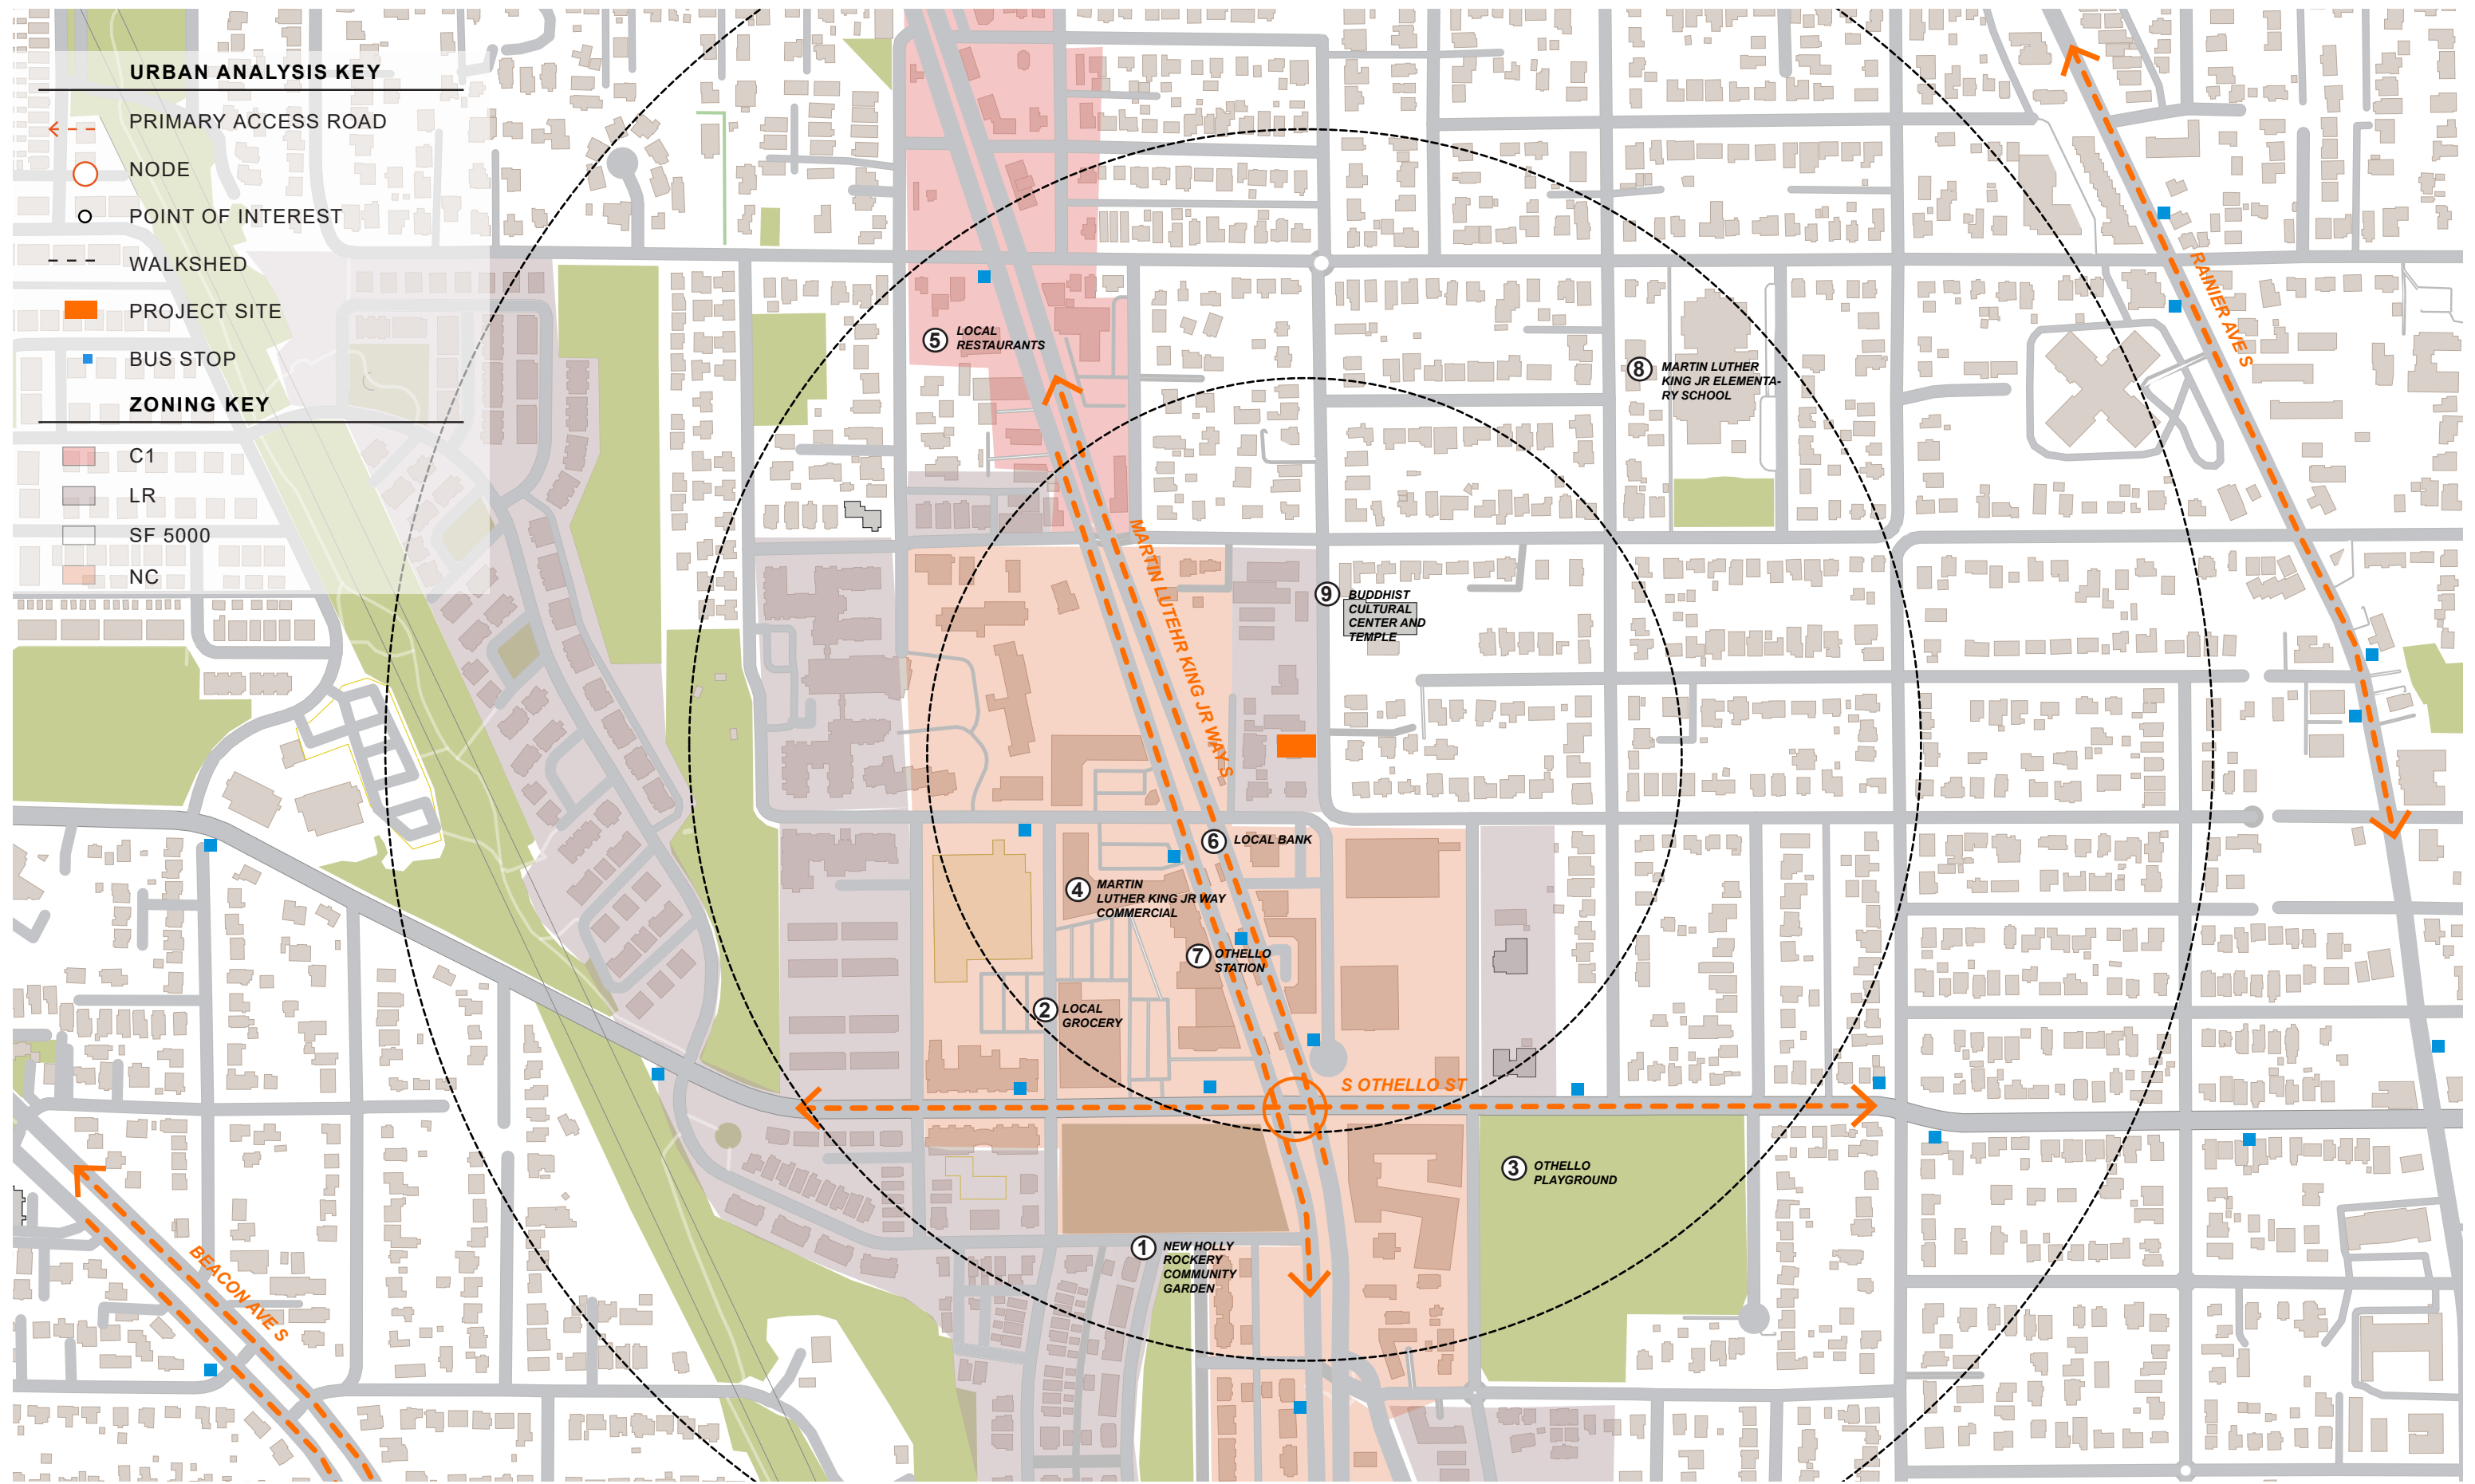 URBAN ANALYSIS KEY
PRIMARY ACCESS ROAD
NODE
POINT OF INTEREST
WALKSHED
PROJECT SITE
BUS STOP
ZONING KEY
C1
LR
SF 5000
NC
RAINIER AVE S
5 LOCAL
RESTAURANTS
8 MARTIN LUTHER
KING JR ELEMENTA-
RY SCHOOL
MARTIN LUTEHR KING JR WAY S
9 BUDDHIST
CULTURAL
CENTER AND
TEMPLE
6 LOCAL BANK
4 MARTIN
LUTHER KING JR WAY
COMMERCIAL
7 OTHELLO
STATION
2 LOCAL
GROCERY
S OTHELLO ST
3 OTHELLO
PLAYGROUND
1 NEW HOLLY
ROCKERY
COMMUNITY
GARDEN
BEACON AVE S